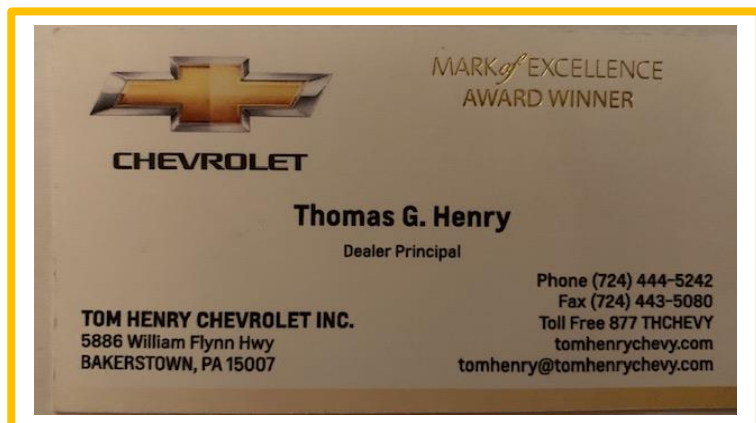 MARK of EXCELLENCE
AWARD WINNER
CHEVROLET
Thomas G. Henry
Dealer Principal
Phone (724) 444-5242
Fax (724) 443-5080
Toll Free 877 THCHEVY
tomhenrychevy.com
tomhenry@tomhenrychevy.com
TOM HENRY CHEVROLET INC.
5886 William Flynn Hwy
BAKERSTOWN, PA 15007